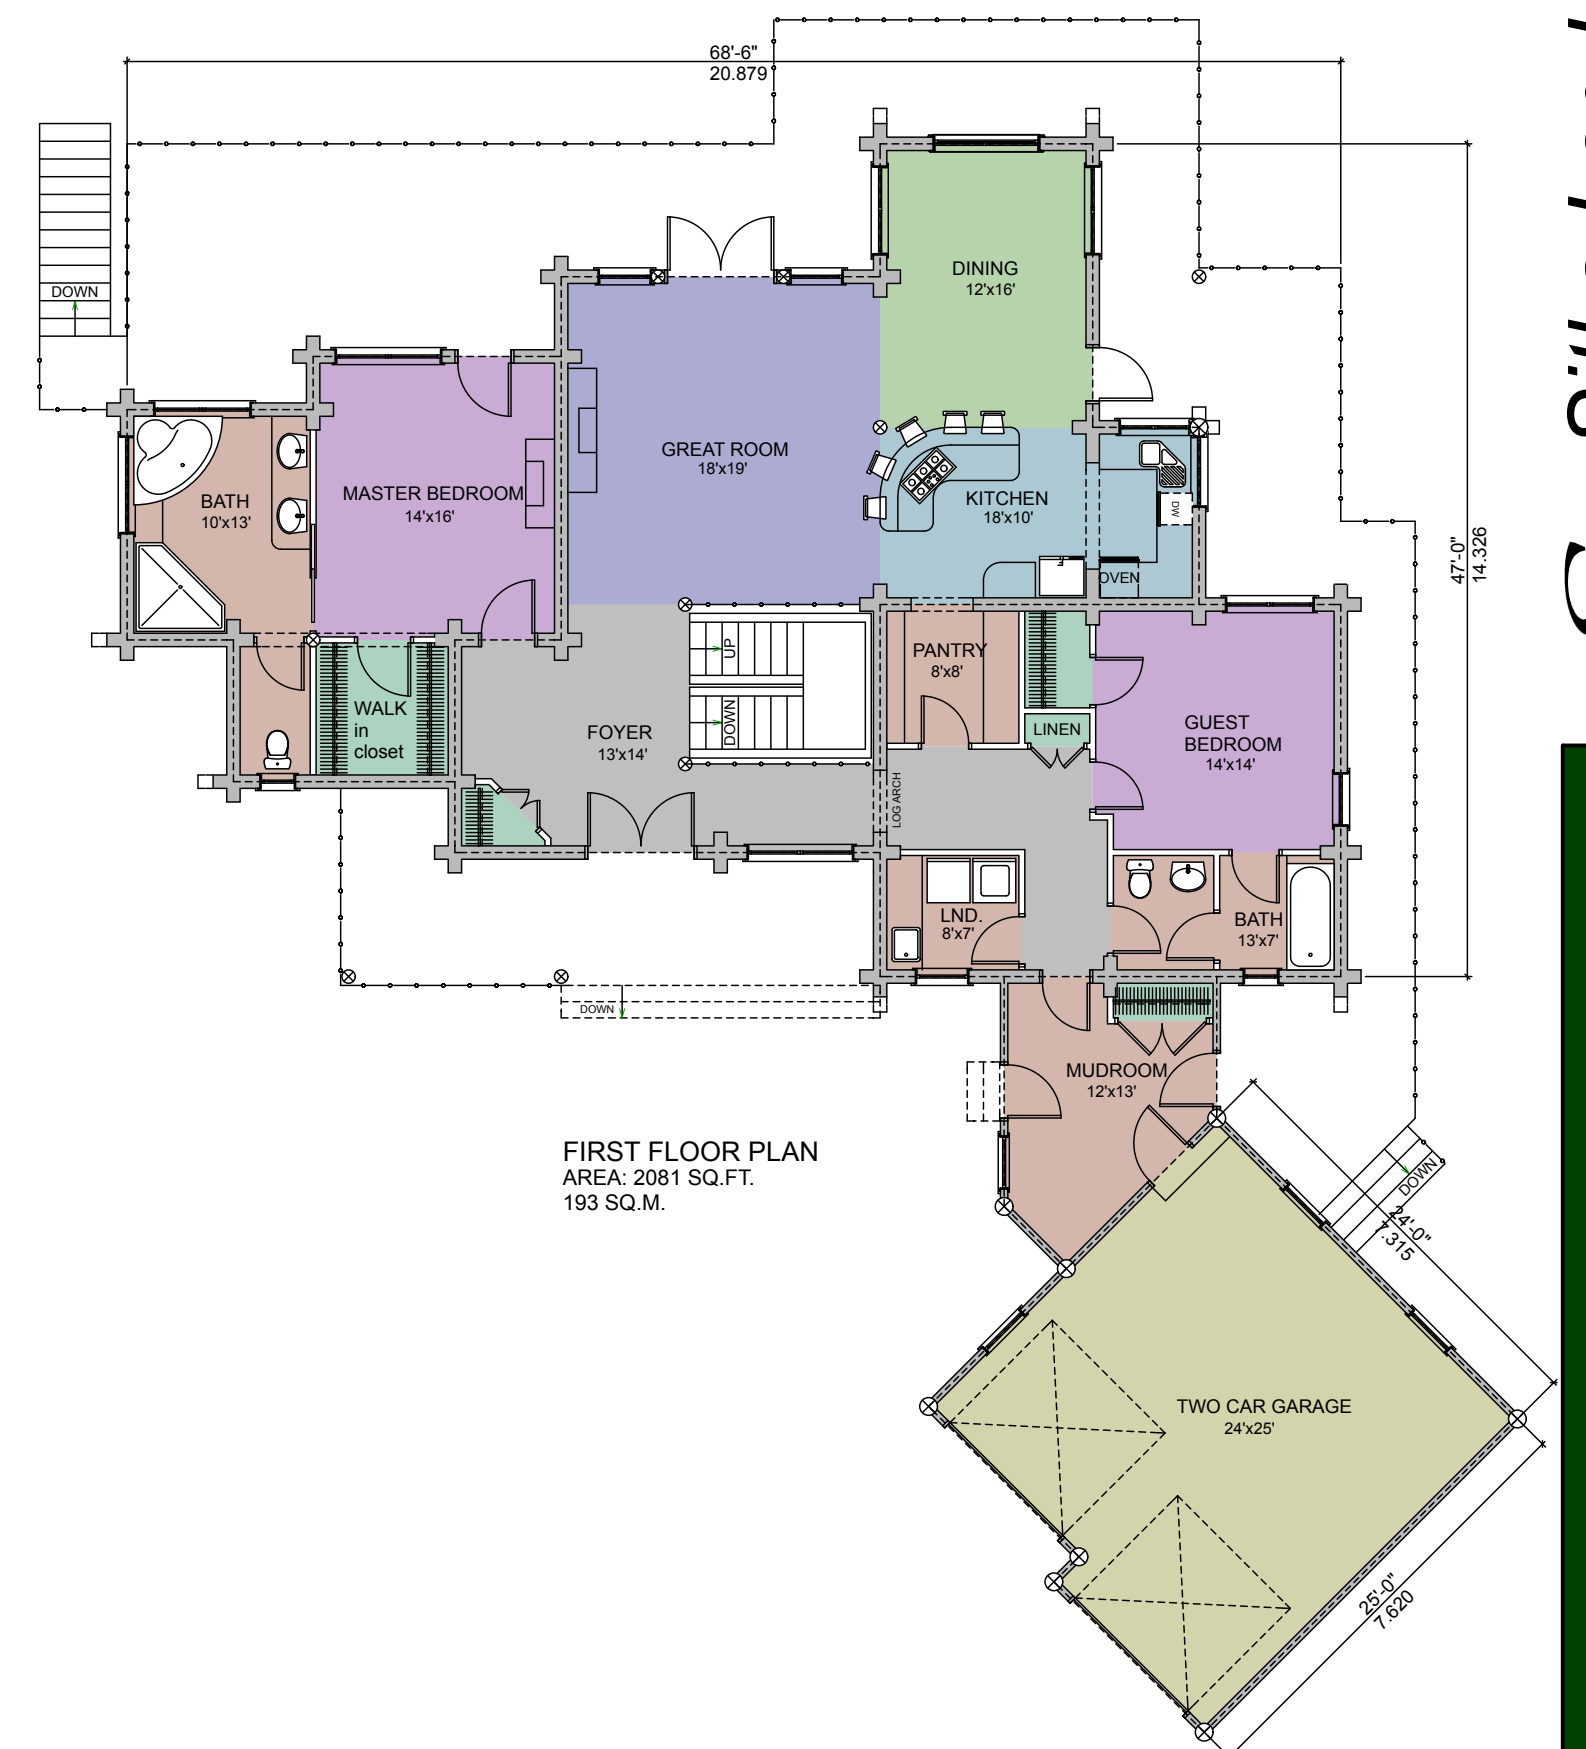 68'-6"
20.879
DOWN
DINING
12'x16'
GREAT ROOM
18'x19'
MASTER BEDROOM
14'x16'
BATH
10'x13'
KITCHEN
18'x10'
DW
F
OVEN
47'-0"
14.326
PANTRY
8'x8'
UP
DOWN
LINEN
WALK
in
closet
FOYER
13'x14'
GUEST
BEDROOM
14'x14'
LOG ARCH
LND.
8'x7'
BATH
13'x7'
DOWN
MUDROOM
12'x13'
FIRST FLOOR PLAN
AREA: 2081 SQ.FT.
193 SQ.M.
DOWN
24'-0"
7.315
TWO CAR GARAGE
24'x25'
25'-0"
7.620